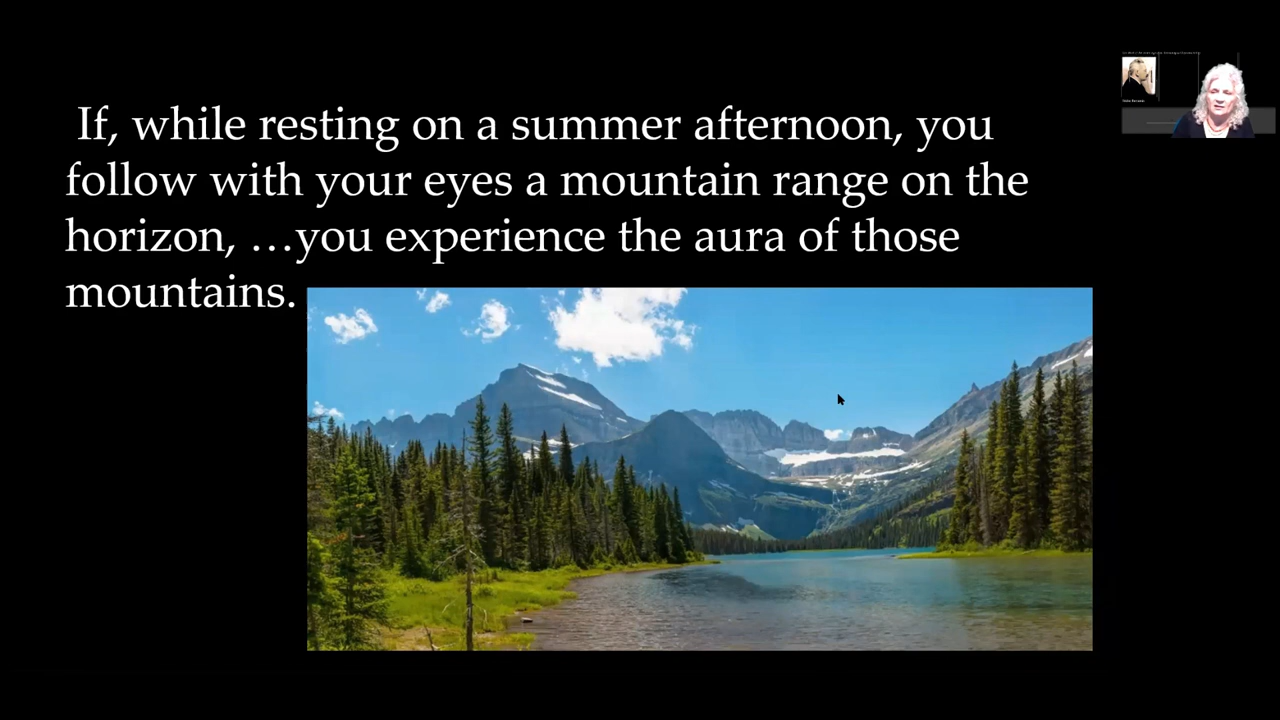 If, while resting on a summer afternoon, you
follow with your eyes a mountain range on the
horizon, …you experience the aura of those
mountains.